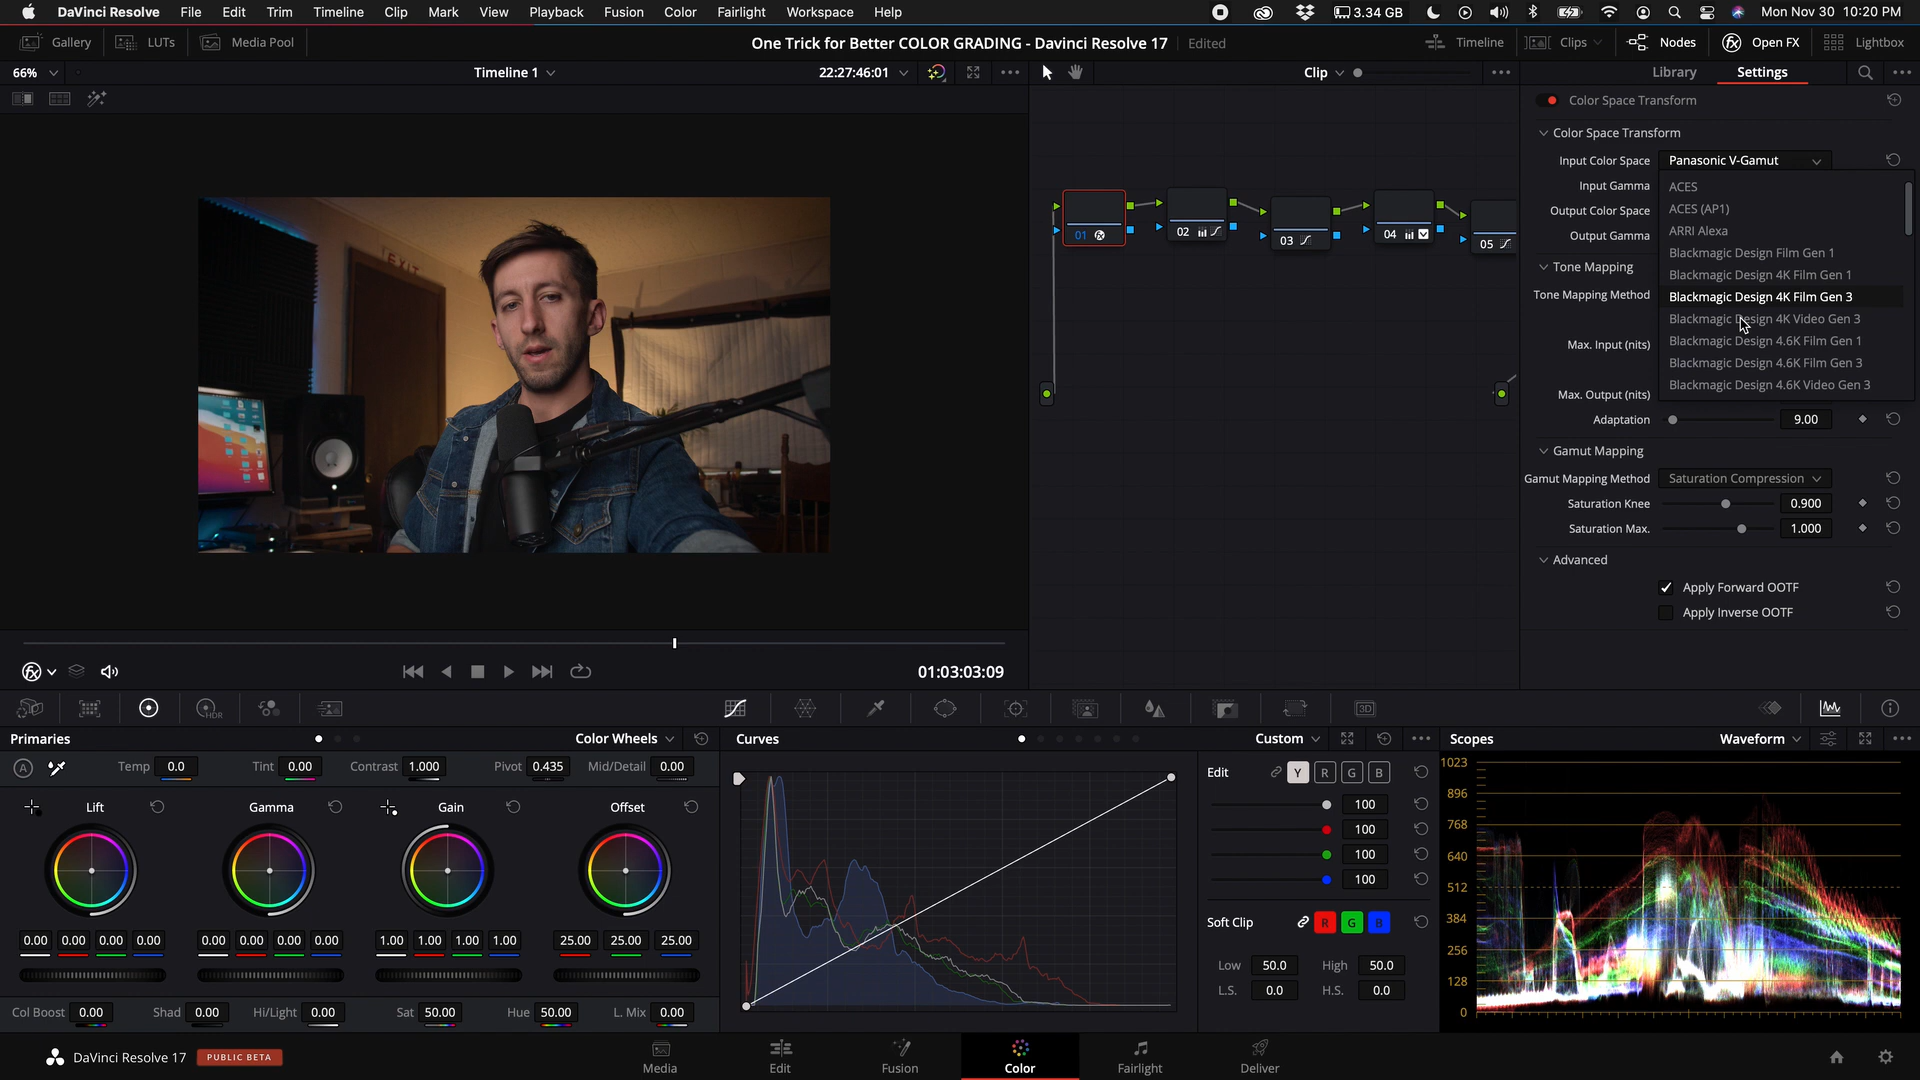 DaVinci Resolve File Edit Trim Timeline Clip Mark View Playback Fusion Color Fairlight Workspace Help 3.34 GB Mon Nov 30 10:20 PM
Gallery LUTs Media Pool One Trick for Better COLOR GRADING - Davinci Resolve 17 Edited Timeline Clips Nodes Open FX Lightbox
66% Timeline 1 22:27:46:01 Clip Library Settings
Color Space Transform
Color Space Transform
Input Color Space Panasonic V-Gamut
Input Gamma
Output Color Space
Output Gamma
ACES
ACES (AP1)
ARRI Alexa
Blackmagic Design Film Gen 1
Blackmagic Design 4K Film Gen 1
Blackmagic Design 4K Film Gen 3
Blackmagic Design 4K Video Gen 3
Blackmagic Design 4.6K Film Gen 1
Blackmagic Design 4.6K Film Gen 3
Blackmagic Design 4.6K Video Gen 3
Tone Mapping
Tone Mapping Method
Max. Input (nits)
Max. Output (nits)
Adaptation 9.00
Gamut Mapping
Gamut Mapping Method Saturation Compression
Saturation Knee 0.900
Saturation Max. 1.000
Advanced
Apply Forward OOTF
Apply Inverse OOTF
01 02 03 04 05
EXIT
01:03:03:09
HDR 3D
Primaries Color Wheels Curves Custom Scopes Waveform
A Temp 0.0 Tint 0.00 Contrast 1.000 Pivot 0.435 Mid/Detail 0.00
Lift Gamma Gain Offset
0.00 0.00 0.00 0.00 0.00 0.00 0.00 0.00 1.00 1.00 1.00 1.00 25.00 25.00 25.00
Col Boost 0.00 Shad 0.00 Hi/Light 0.00 Sat 50.00 Hue 50.00 L. Mix 0.00
Edit Y R G B
100
100
100
100
Soft Clip R G B
Low 50.0 High 50.0
L.S. 0.0 H.S. 0.0
1023
896
768
640
512
384
256
128
0
DaVinci Resolve 17 PUBLIC BETA
Media Edit Fusion Color Fairlight Deliver